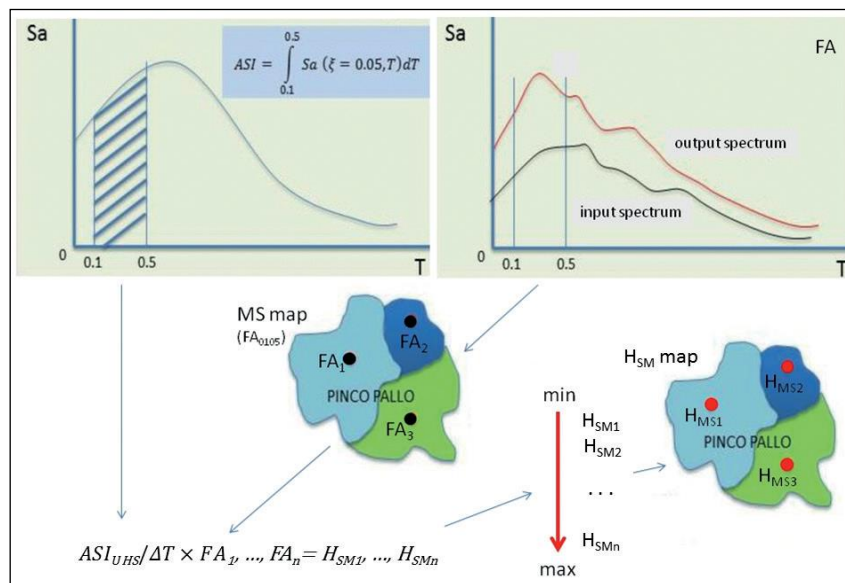 Sa
ASI = ∫ Sa (ξ = 0.05, T)dT
0.5
0.1
0
0.1
0.5
T
Sa
FA
output spectrum
input spectrum
0
0.1
0.5
T
MS map
(FA0105)
FA1
FA2
PINCO PALLO
FA3
min
HSM1
HSM2
...
HSMn
max
HSM map
HMS2
HMS1
PINCO PALLO
HMS3
ASIUHS/ΔT × FA1, ..., FAn= HSM1, ..., HSMn